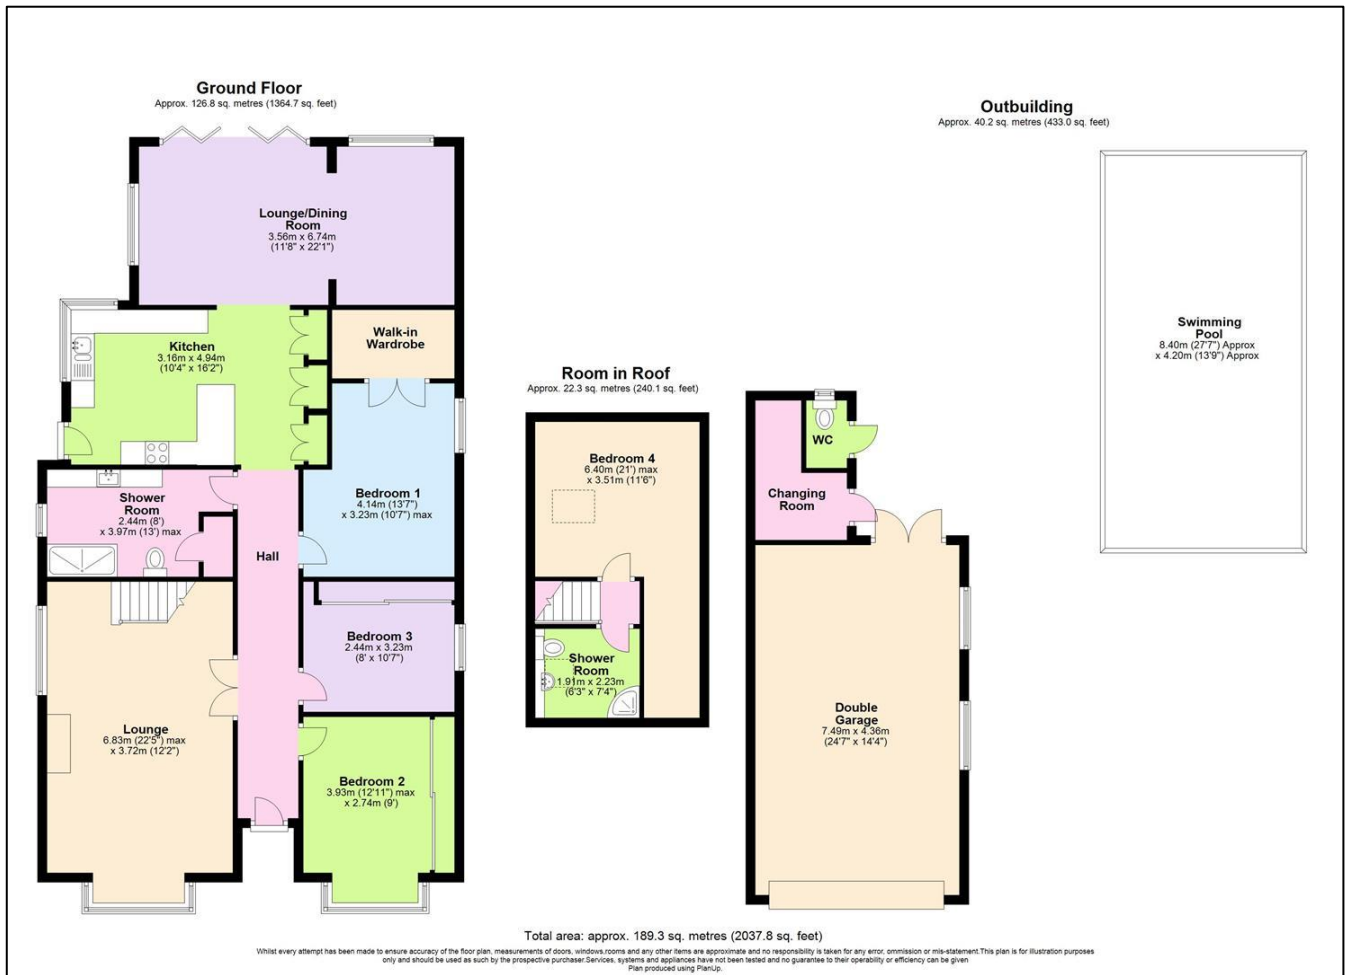 Ground Floor
Approx. 126.8 sq. metres (1364.7 sq. feet)
Lounge/Dining
Room
3.56m x 6.74m
(11'8" x 22'1")
Kitchen
3.16m x 4.94m
(10'4" x 16'2")
Walk-in
Wardrobe
Shower
Room
2.44m (8')
x 3.97m (13') max
Hall
Bedroom 1
4.14m (13'7")
x 3.23m (10'7") max
Bedroom 3
2.44m x 3.23m
(8' x 10'7")
Lounge
6.83m (22'5") max
x 3.72m (12'2")
Bedroom 2
3.93m (12'11") max
x 2.74m (9')
Room in Roof
Approx. 22.3 sq. metres (240.1 sq. feet)
Bedroom 4
6.40m (21') max
x 3.51m (11'6")
Shower
Room
1.91m x 2.23m
(6'3" x 7'4")
Outbuilding
Approx. 40.2 sq. metres (433.0 sq. feet)
Swimming
Pool
8.40m (27'7") Approx
x 4.20m (13'9") Approx
WC
Changing
Room
Double
Garage
7.49m x 4.36m
(24'7" x 14'4")
Total area: approx. 189.3 sq. metres (2037.8 sq. feet)
Whilst every attempt has been made to ensure accuracy of the floor plan, measurements of doors, windows,rooms and any other items are approximate and no responsibility is taken for any error, ommission or mis-statement.This plan is for illustration purposes
only and should be used as such by the prospective purchaser.Services, systems and appliances have not been tested and no guarantee to their operability or efficiency can be given
Plan produced using PlanUp.